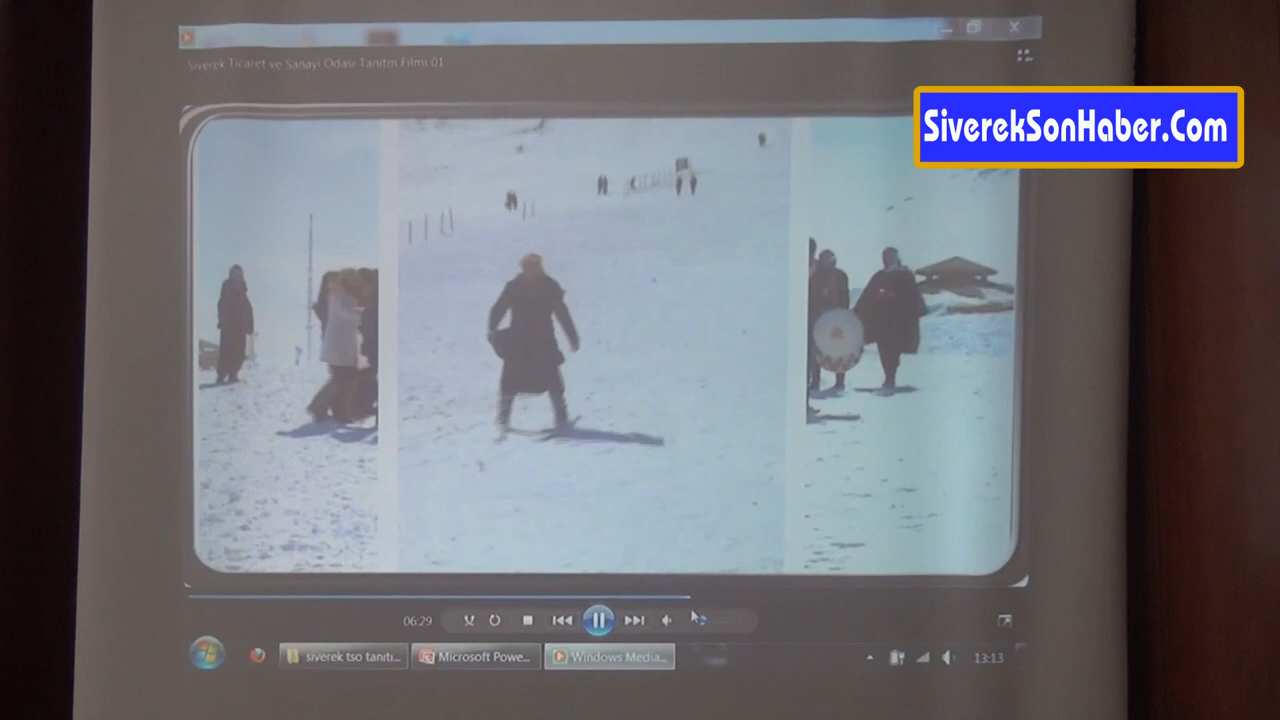 Siverek Ticaret ve Sanayi Odası Tanıtm Filmi 01
SiverekSonHaber.Com
06:29
siverek tso tanıtı...
Microsoft Powe...
Windows Media...
13:13